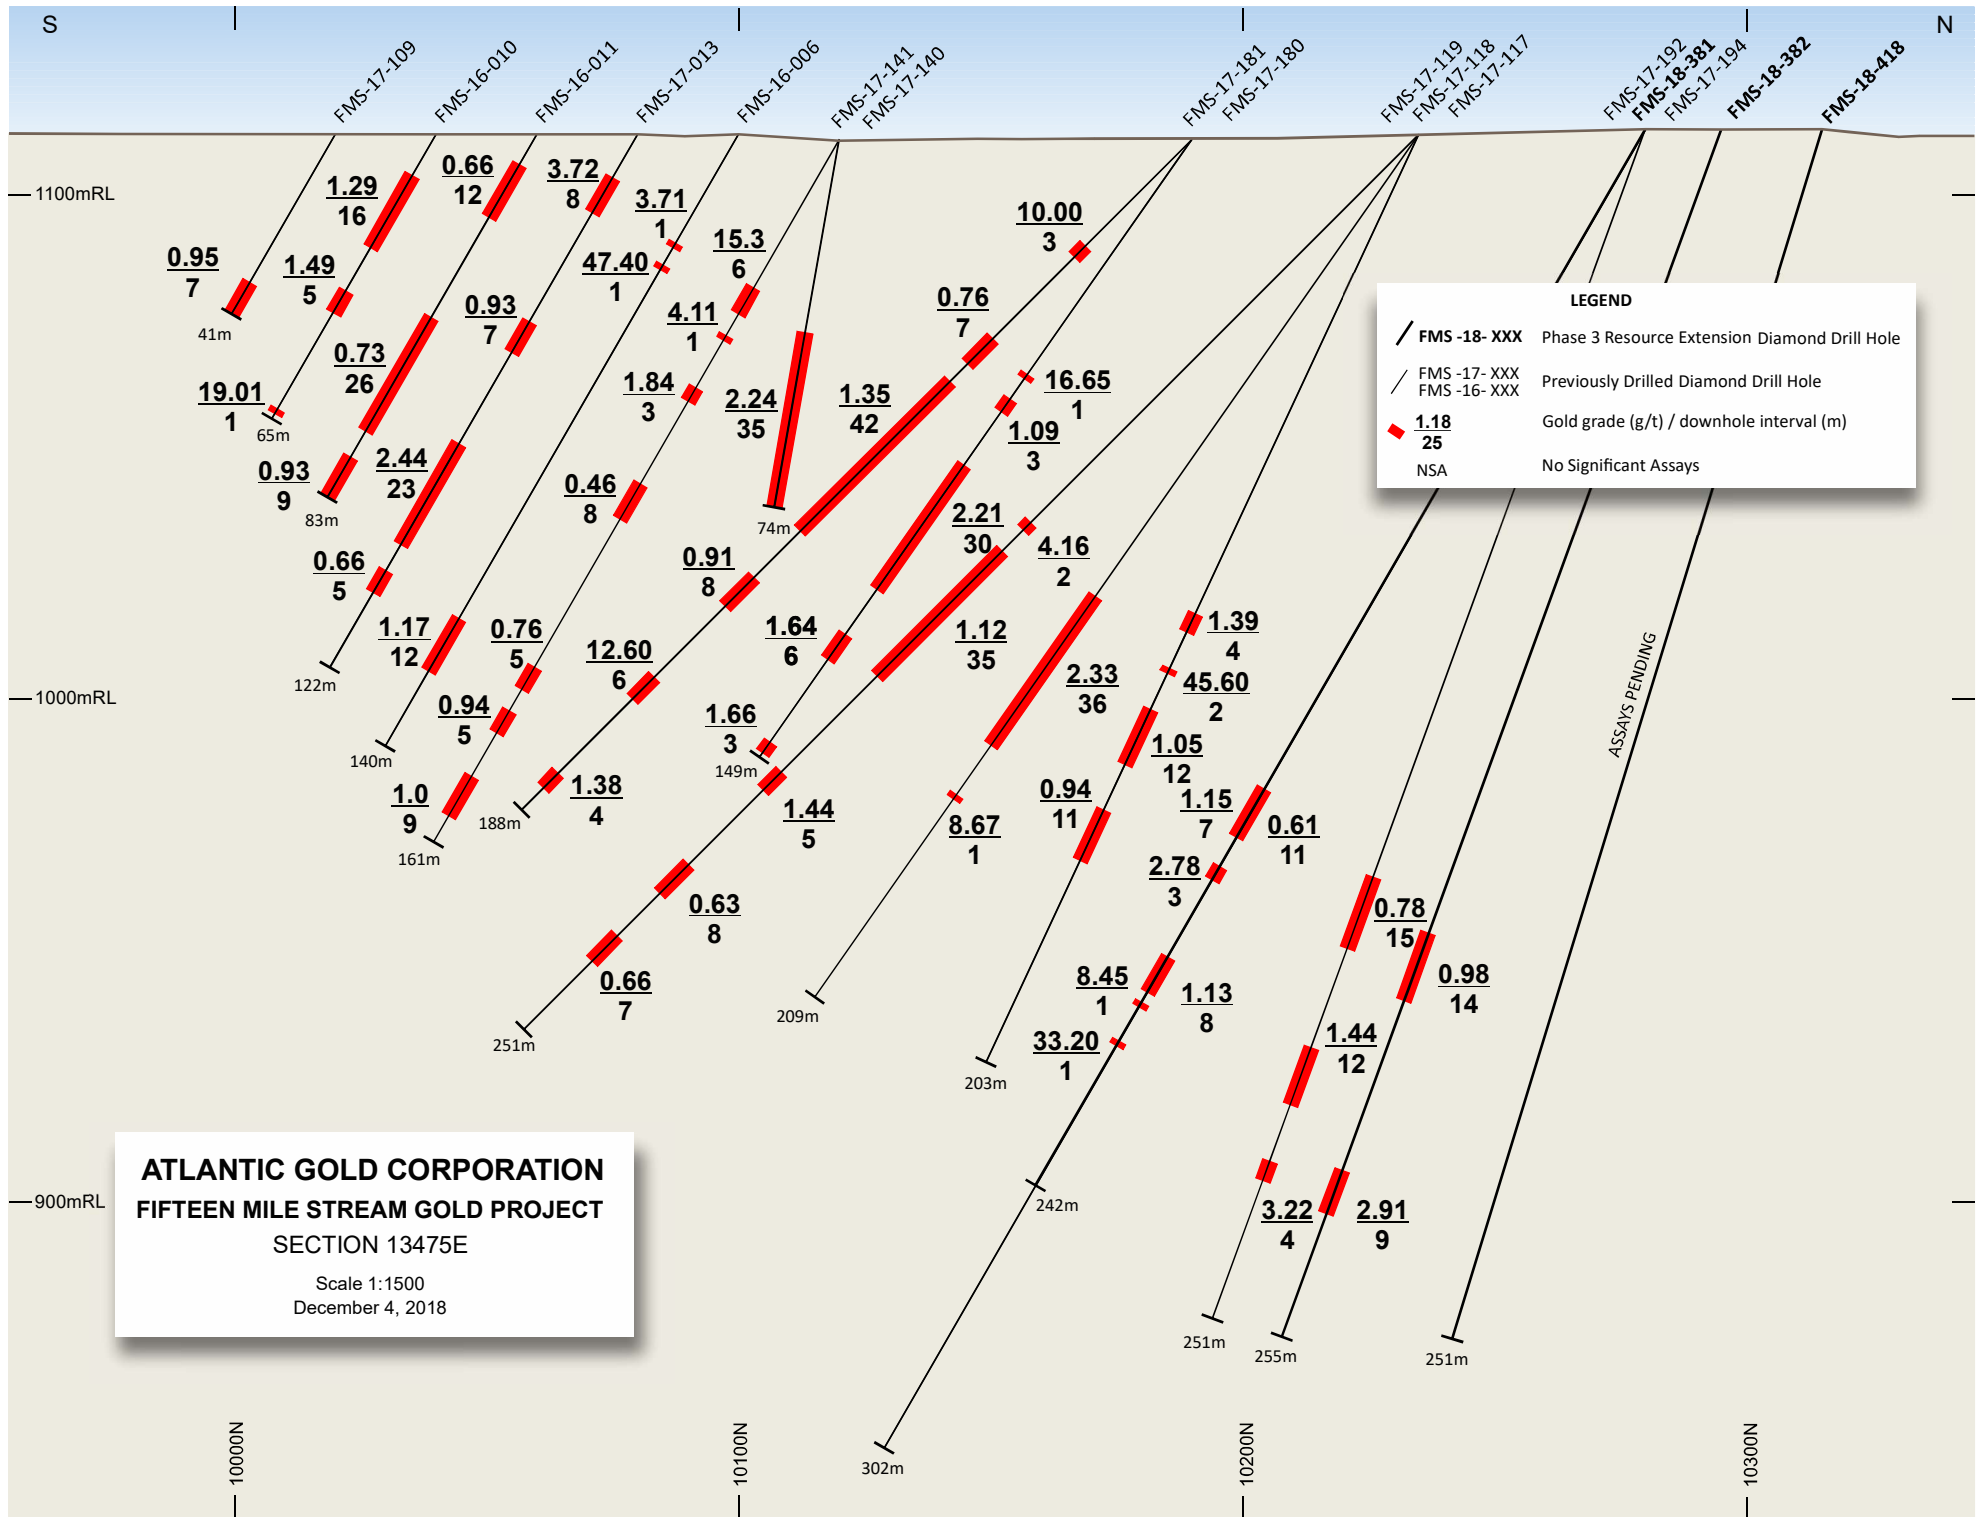 S
N
FMS-17-109
FMS-16-010
FMS-16-011
FMS-17-013
FMS-16-006
FMS-17-141
FMS-17-140
FMS-17-181
FMS-17-180
FMS-17-119
FMS-17-118
FMS-17-117
FMS-17-192
FMS-18-381
FMS-17-194
FMS-18-382
FMS-18-418
1100mRL
1000mRL
900mRL
0.95
7
41m
1.29
16
1.49
5
19.01
1
65m
0.66
12
0.73
26
0.93
9
83m
3.72
8
0.93
7
2.44
23
0.66
5
122m
3.71
1
47.40
1
1.17
12
140m
15.3
6
4.11
1
1.84
3
0.46
8
0.76
5
0.94
5
1.0
9
161m
2.24
35
74m
10.00
3
0.76
7
1.35
42
0.91
8
12.60
6
1.38
4
188m
16.65
1
1.09
3
2.21
30
1.64
6
1.66
3
149m
4.16
2
1.12
35
1.44
5
0.63
8
0.66
7
251m
2.33
36
8.67
1
209m
1.39
4
45.60
2
1.05
12
0.94
11
203m
1.15
7
0.61
11
2.78
3
8.45
1
1.13
8
33.20
1
242m
302m
0.78
15
1.44
12
3.22
4
251m
0.98
14
2.91
9
255m
ASSAYS PENDING
251m
LEGEND
FMS -18- XXX Phase 3 Resource Extension Diamond Drill Hole
FMS -17- XXX
FMS -16- XXX
Previously Drilled Diamond Drill Hole
1.18
25
Gold grade (g/t) / downhole interval (m)
NSA No Significant Assays
ATLANTIC GOLD CORPORATION
FIFTEEN MILE STREAM GOLD PROJECT
SECTION 13475E
Scale 1:1500
December 4, 2018
10000N
10100N
10200N
10300N